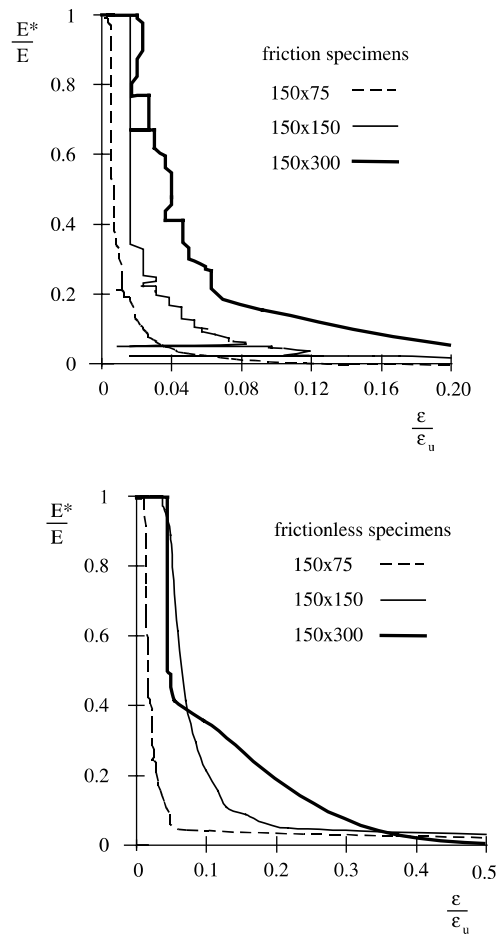 1
E*
E
friction specimens
0.8
150x75
150x150
0.6
150x300
0.4
0.2
0
0 0.04 0.08 0.12 0.16 0.20
ε
εu
1
E*
E
frictionless specimens
0.8
150x75
150x150
0.6
150x300
0.4
0.2
0
0 0.1 0.2 0.3 0.4 0.5
ε
εu